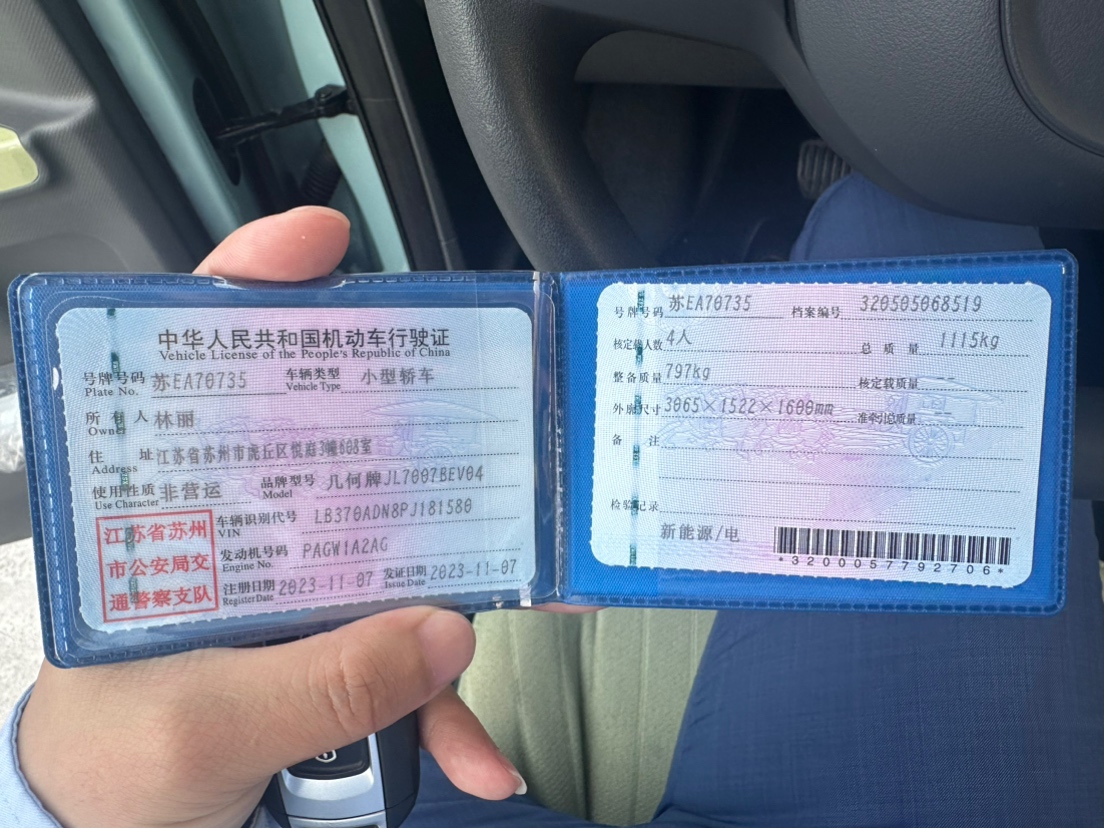 中华人民共和国机动车行驶证
Vehicle License of the People's Republic of China
号牌号码 苏EA70735 车辆类型 小型轿车
Plate No. Vehicle Type
所有人 林丽
Owner
住址 江苏省苏州市虎丘区悦庭3幢608室
Address
使用性质 非营运 品牌型号 几何牌JL7007BEV04
Use Character Model
江苏省苏州
市公安局交
通警察支队
车辆识别代号 LB370ADN8PJ181580
VIN
发动机号码 PAGW1A2AG
Engine No.
注册日期 2023-11-07 发证日期 2023-11-07
Register Date Issue Date
号牌号码 苏EA70735 档案编号 320505068519
核定载人数 4人 总质量 1115kg
整备质量 797kg 核定载质量 --
外廓尺寸 3065×1522×1600mm 准牵引总质量 --
备注
检验记录
新能源/电
*3200057792706*